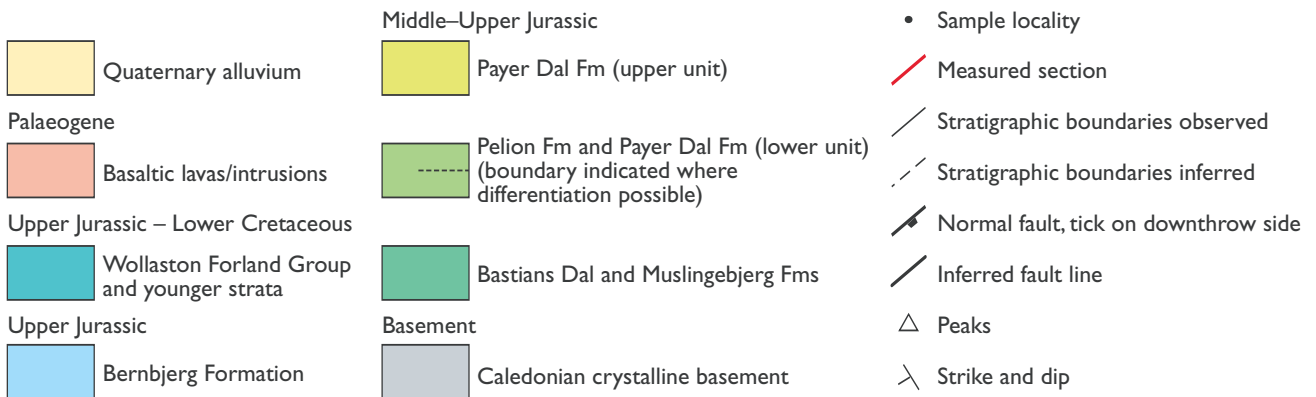 Quaternary alluvium
Palaeogene
Basaltic lavas/intrusions
Upper Jurassic – Lower Cretaceous
Wollaston Forland Group
and younger strata
Upper Jurassic
Bernbjerg Formation
Middle–Upper Jurassic
Payer Dal Fm (upper unit)
Pelion Fm and Payer Dal Fm (lower unit)
(boundary indicated where
differentiation possible)
Bastians Dal and Muslingebjerg Fms
Basement
Caledonian crystalline basement
Sample locality
Measured section
Stratigraphic boundaries observed
Stratigraphic boundaries inferred
Normal fault, tick on downthrow side
Inferred fault line
Peaks
Strike and dip